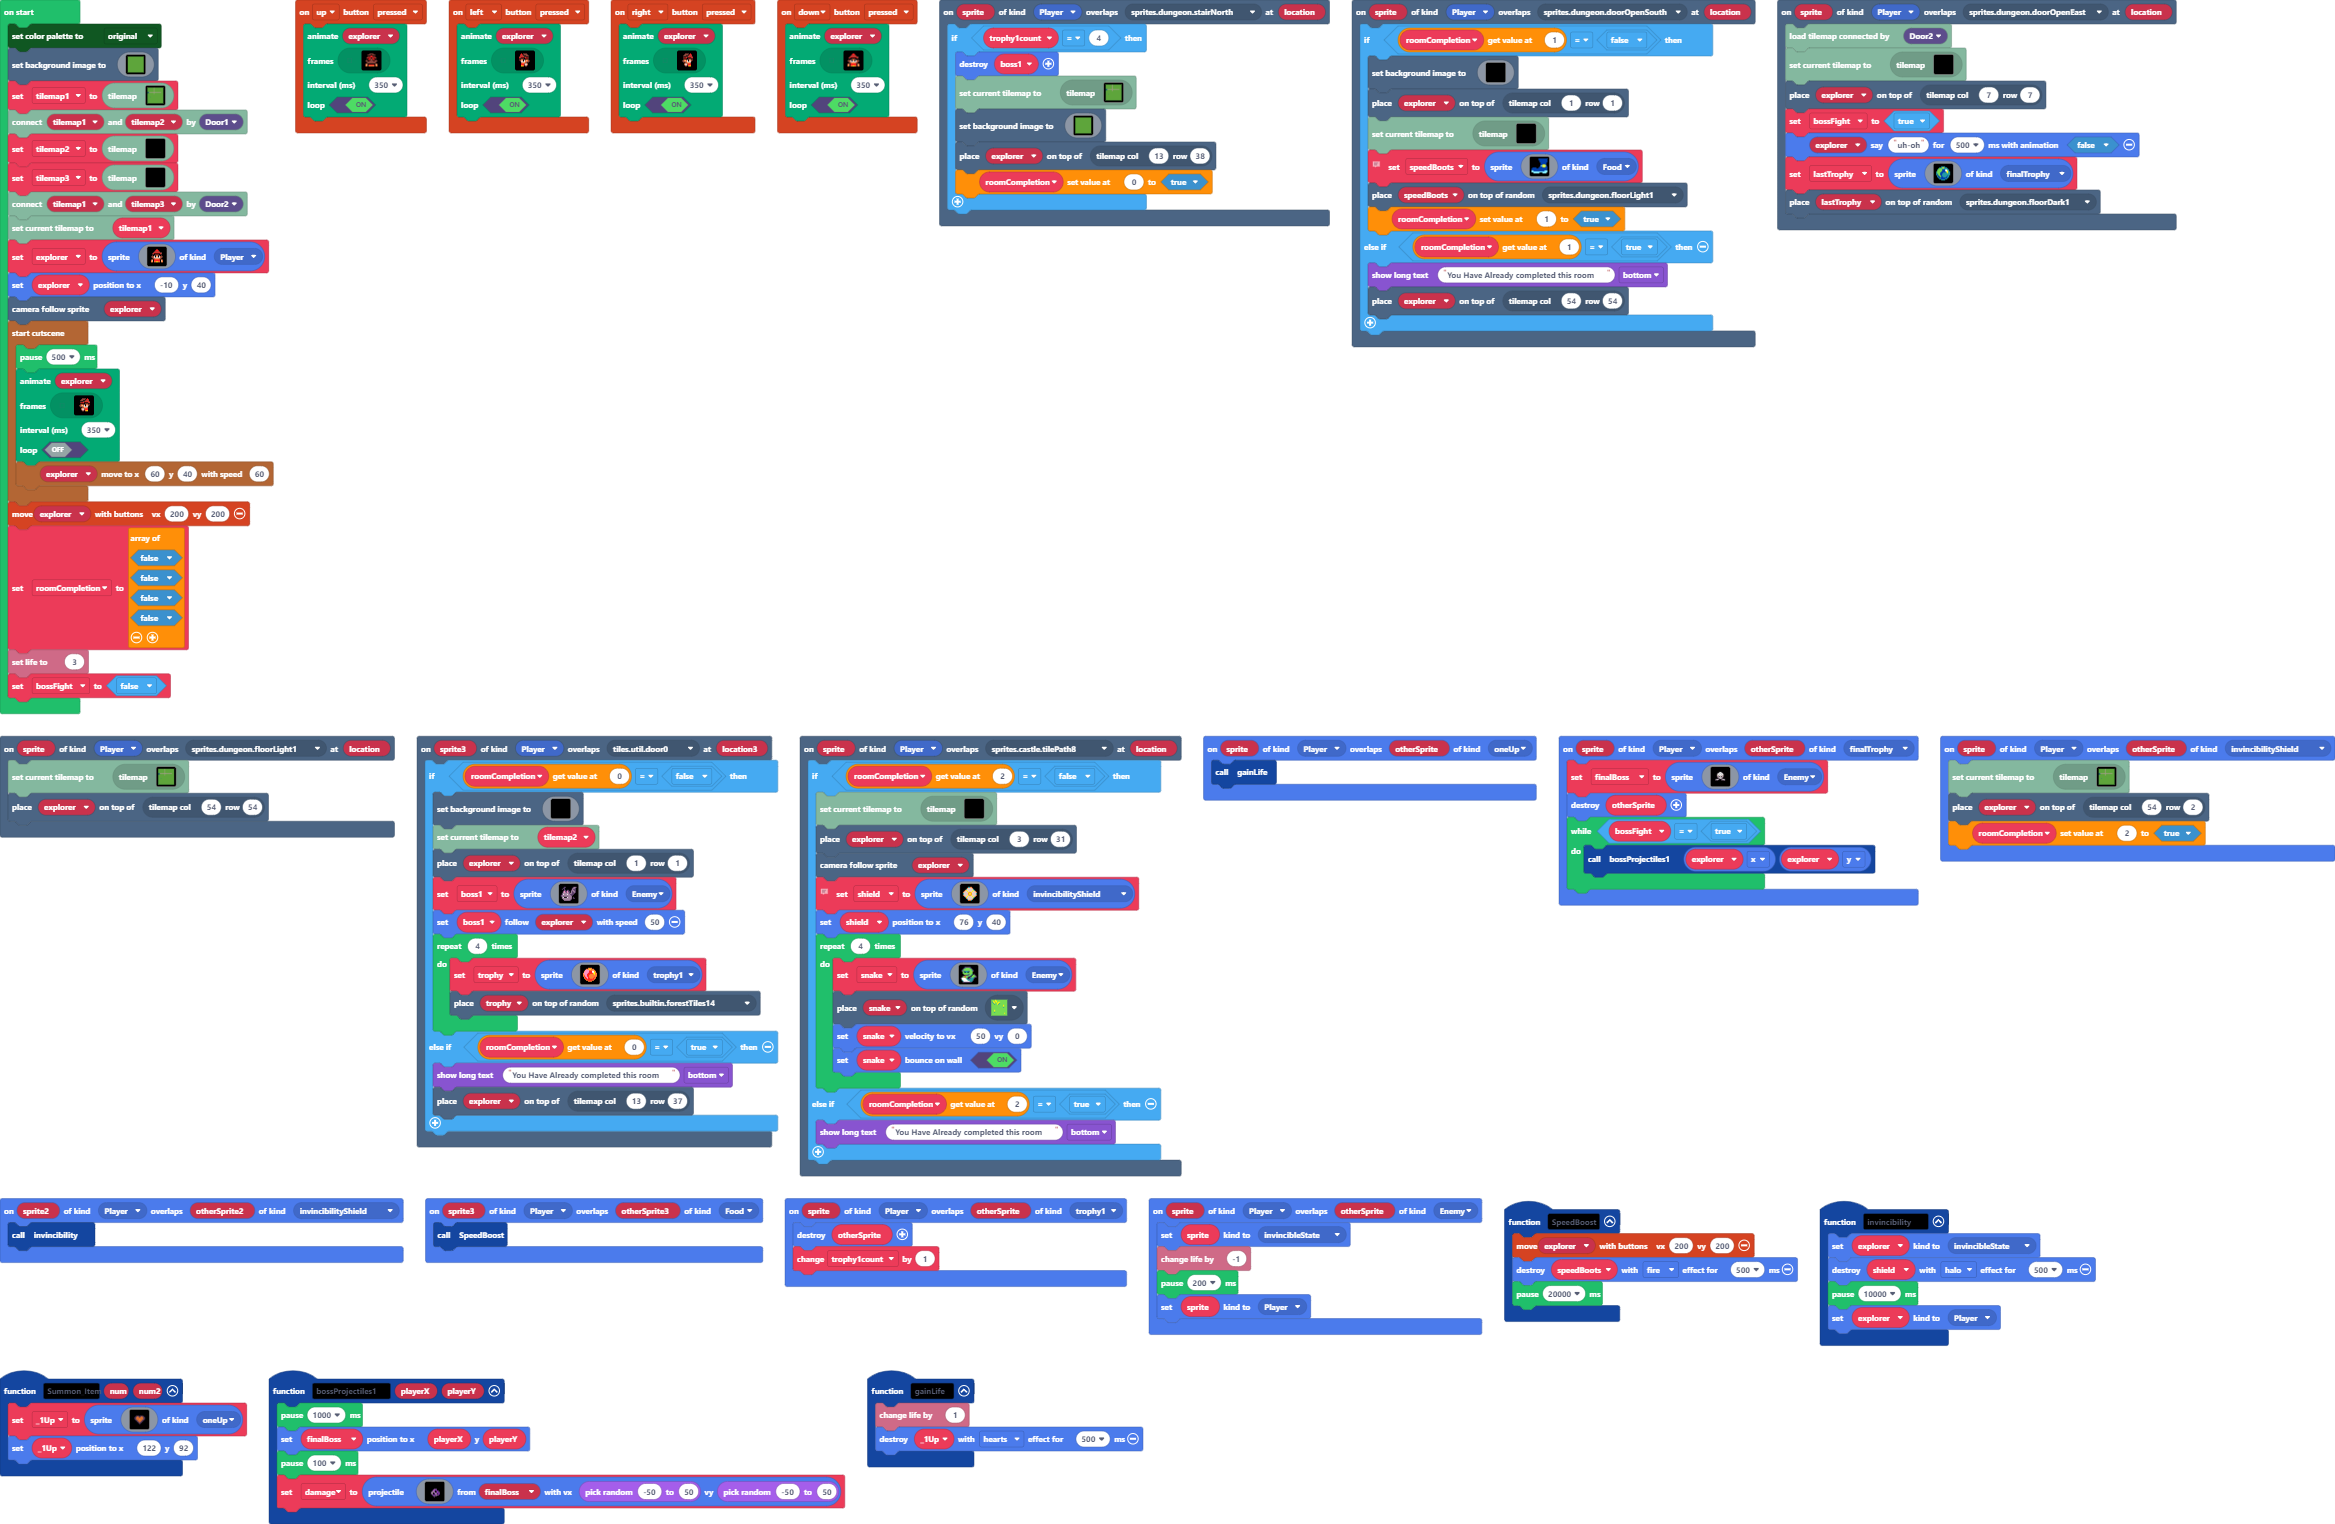 on start
set color palette to original
set background image to
set tilemap1 to tilemap
connect tilemap1 and tilemap2 by Door1
set tilemap2 to tilemap
set tilemap3 to tilemap
connect tilemap1 and tilemap3 by Door2
set current tilemap to tilemap1
set explorer to sprite of kind Player
set explorer position to x -10 y 40
camera follow sprite explorer
start cutscene
pause 500 ms
animate explorer
frames
interval (ms) 350
loop OFF
explorer move to x 60 y 40 with speed 60
move explorer with buttons vx 200 vy 200
set roomCompletion to array of
false
false
false
false
set life to 3
set bossFight to false
on up button pressed
animate explorer
frames
interval (ms) 350
loop ON
on left button pressed
animate explorer
frames
interval (ms) 350
loop ON
on right button pressed
animate explorer
frames
interval (ms) 350
loop ON
on down button pressed
animate explorer
frames
interval (ms) 350
loop ON
on sprite of kind Player overlaps sprites.dungeon.stairNorth at location
if trophy1count = 4 then
destroy boss1
set current tilemap to tilemap
set background image to
place explorer on top of tilemap col 13 row 38
roomCompletion set value at 0 to true
on sprite of kind Player overlaps sprites.dungeon.doorOpenSouth at location
if roomCompletion get value at 1 = false then
set background image to
place explorer on top of tilemap col 1 row 1
set current tilemap to tilemap
set speedBoots to sprite of kind Food
place speedBoots on top of random sprites.dungeon.floorLight1
roomCompletion set value at 1 to true
else if roomCompletion get value at 1 = true then
show long text "You Have Already completed this room" bottom
place explorer on top of tilemap col 54 row 54
on sprite of kind Player overlaps sprites.dungeon.doorOpenEast at location
load tilemap connected by Door2
set current tilemap to tilemap
place explorer on top of tilemap col 7 row 7
set bossFight to true
explorer say "uh-oh" for 500 ms with animation false
set lastTrophy to sprite of kind finalTrophy
place lastTrophy on top of random sprites.dungeon.floorDark1
on sprite of kind Player overlaps sprites.dungeon.floorLight1 at location
set current tilemap to tilemap
place explorer on top of tilemap col 54 row 54
on sprite3 of kind Player overlaps tiles.util.door0 at location3
if roomCompletion get value at 0 = false then
set background image to
set current tilemap to tilemap2
place explorer on top of tilemap col 1 row 1
set boss1 to sprite of kind Enemy
set boss1 follow explorer with speed 50
repeat 4 times
do set trophy to sprite of kind trophy1
place trophy on top of random sprites.builtin.forestTiles14
else if roomCompletion get value at 0 = true then
show long text "You Have Already completed this room" bottom
place explorer on top of tilemap col 13 row 37
on sprite of kind Player overlaps sprites.castle.tilePath8 at location
if roomCompletion get value at 2 = false then
set current tilemap to tilemap
place explorer on top of tilemap col 3 row 31
camera follow sprite explorer
set shield to sprite of kind invincibilityShield
set shield position to x 76 y 40
repeat 4 times
do set snake to sprite of kind Enemy
place snake on top of random
set snake velocity to vx 50 vy 0
set snake bounce on wall ON
else if roomCompletion get value at 2 = true then
show long text "You Have Already completed this room" bottom
on sprite of kind Player overlaps otherSprite of kind oneUp
call gainLife
on sprite of kind Player overlaps otherSprite of kind finalTrophy
set finalBoss to sprite of kind Enemy
destroy otherSprite
while bossFight = true
do call bossProjectiles1 explorer x explorer y
on sprite of kind Player overlaps otherSprite of kind invincibilityShield
set current tilemap to tilemap
place explorer on top of tilemap col 54 row 2
roomCompletion set value at 2 to true
on sprite2 of kind Player overlaps otherSprite2 of kind invincibilityShield
call invincibility
on sprite3 of kind Player overlaps otherSprite3 of kind Food
call SpeedBoost
on sprite of kind Player overlaps otherSprite of kind trophy1
destroy otherSprite
change trophy1count by 1
on sprite of kind Player overlaps otherSprite of kind Enemy
set sprite kind to invincibleState
change life by -1
pause 200 ms
set sprite kind to Player
function SpeedBoost
move explorer with buttons vx 200 vy 200
destroy speedBoots with fire effect for 500 ms
pause 20000 ms
function invincibility
set explorer kind to invincibleState
destroy shield with halo effect for 500 ms
pause 10000 ms
set explorer kind to Player
function Summon Item num num2
set _1Up to sprite of kind oneUp
set _1Up position to x 122 y 92
function bossProjectiles1 playerX playerY
pause 1000 ms
set finalBoss position to x playerX y playerY
pause 100 ms
set damage to projectile from finalBoss with vx pick random -50 to 50 vy pick random -50 to 50
function gainLife
change life by 1
destroy _1Up with hearts effect for 500 ms